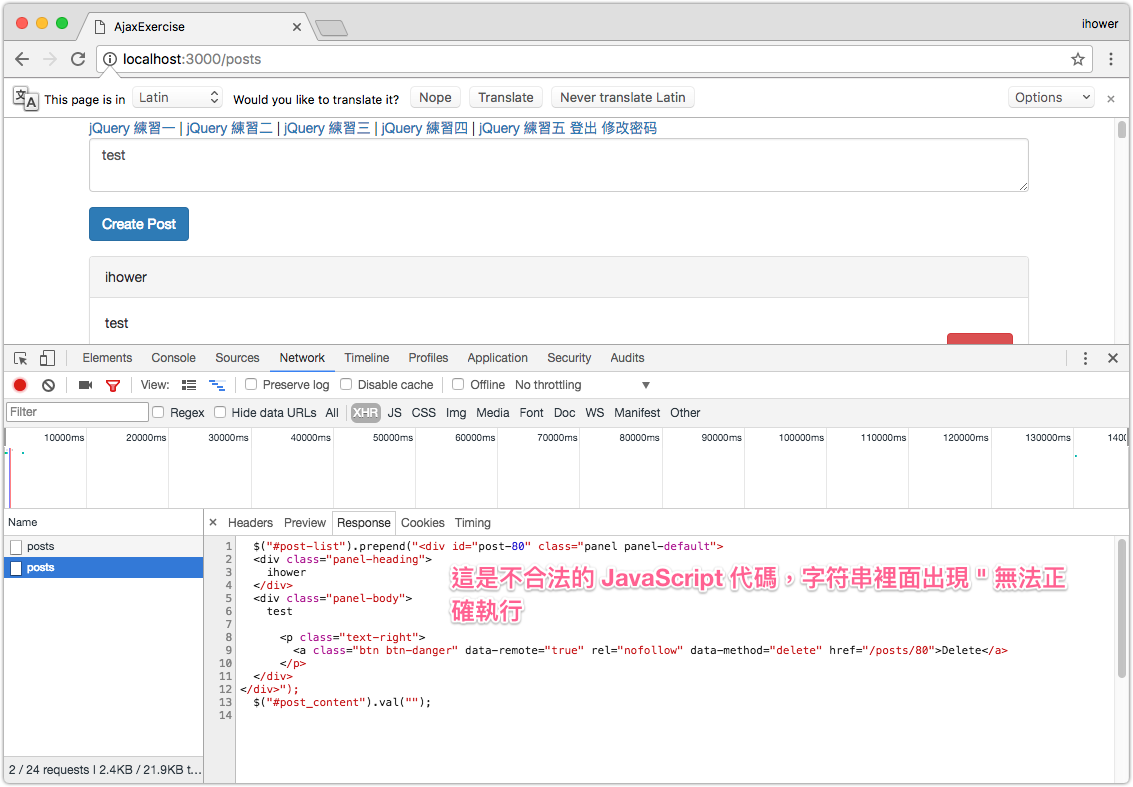 AjaxExercise
ihower
localhost:3000/posts
This page is in Latin Would you like to translate it? Nope Translate Never translate Latin Options
jQuery 練習一 | jQuery 練習二 | jQuery 練習三 | jQuery 練習四 | jQuery 練習五 登出 修改密码
test
Create Post
ihower
test
Elements Console Sources Network Timeline Profiles Application Security Audits
View: Preserve log Disable cache Offline No throttling
Filter Regex Hide data URLs All XHR JS CSS Img Media Font Doc WS Manifest Other
10000ms 20000ms 30000ms 40000ms 50000ms 60000ms 70000ms 80000ms 90000ms 100000ms 110000ms 120000ms 130000ms 1400
Name Headers Preview Response Cookies Timing
posts
posts
1 $("#post-list").prepend("<div id="post-80" class="panel panel-default">
2 <div class="panel-heading">
3 ihower
4 </div>
5 <div class="panel-body">
6 test
7
8 <p class="text-right">
9 <a class="btn btn-danger" data-remote="true" rel="nofollow" data-method="delete" href="/posts/80">Delete</a>
10 </p>
11 </div>
12 </div>");
13 $("#post_content").val("");
14
這是不合法的 JavaScript 代碼，字符串裡面出現 " 無法正
確執行
2 / 24 requests | 2.4KB / 21.9KB t...